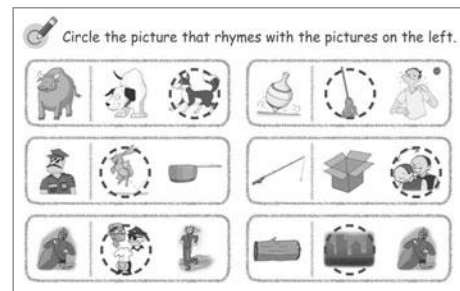 Circle the picture that rhymes with the pictures on the left.